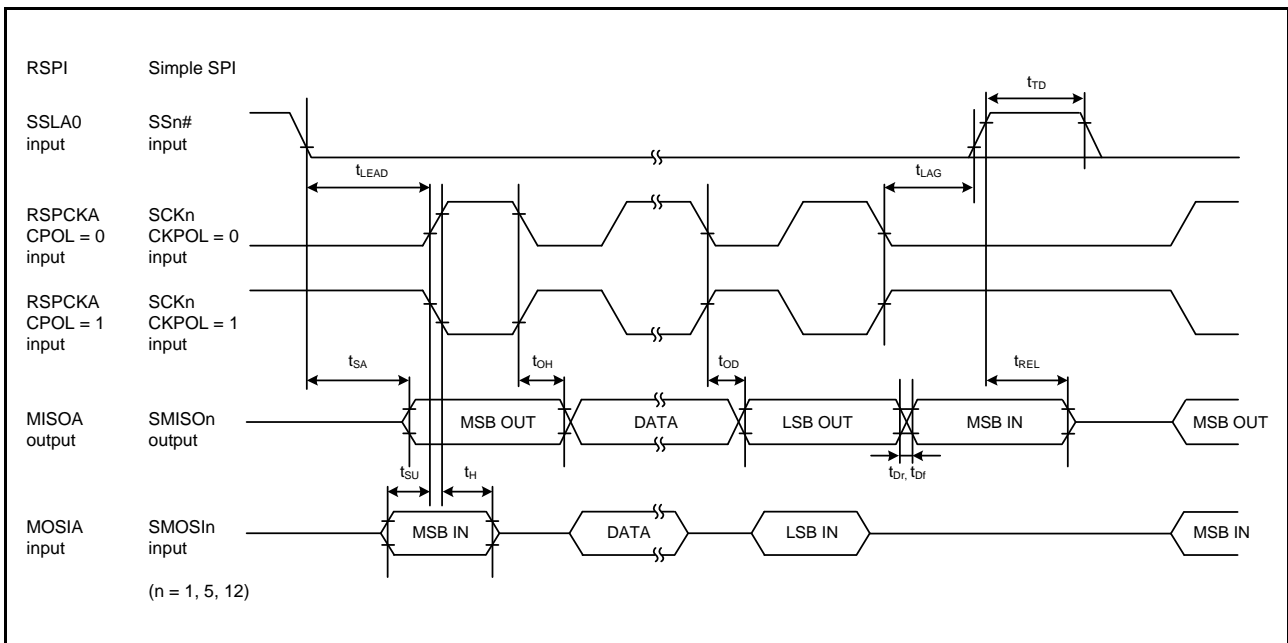 RSPI Simple SPI
tTD
SSLA0 SSn#
input input
tLEAD tLAG
RSPCKA SCKn
CPOL = 0 CKPOL = 0
input input
RSPCKA SCKn
CPOL = 1 CKPOL = 1
input input
tSA tOH tOD tREL
MISOA SMISOn
output output
MSB OUT DATA LSB OUT MSB IN MSB OUT
tSU tH tDr, tDf
MOSIA SMOSIn
input input
MSB IN DATA LSB IN MSB IN
(n = 1, 5, 12)